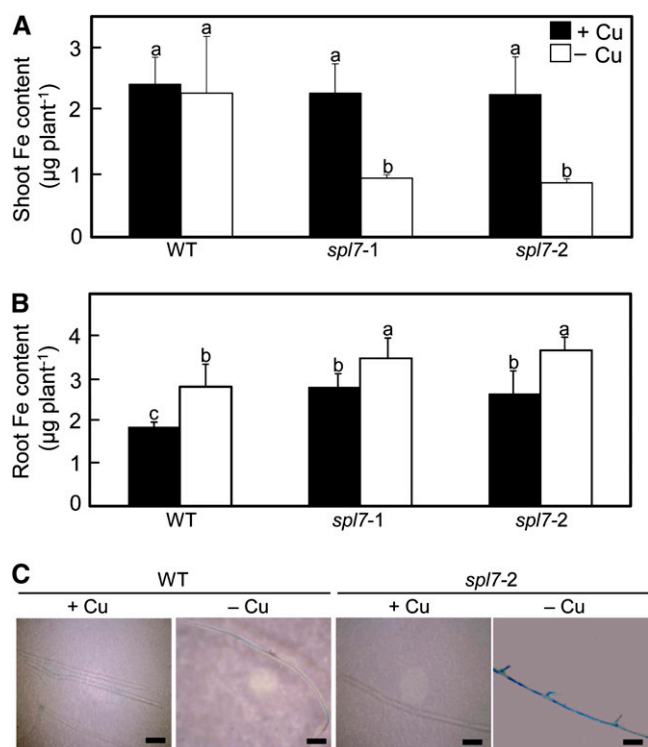 A
Shoot Fe content
(µg plant⁻¹)
3
2
1
0
a
a
a
b
a
b
+ Cu
– Cu
WT
spl7-1
spl7-2
B
Root Fe content
(µg plant⁻¹)
4
3
2
1
0
c
b
b
a
b
a
WT
spl7-1
spl7-2
C
WT
spl7-2
+ Cu
– Cu
+ Cu
– Cu